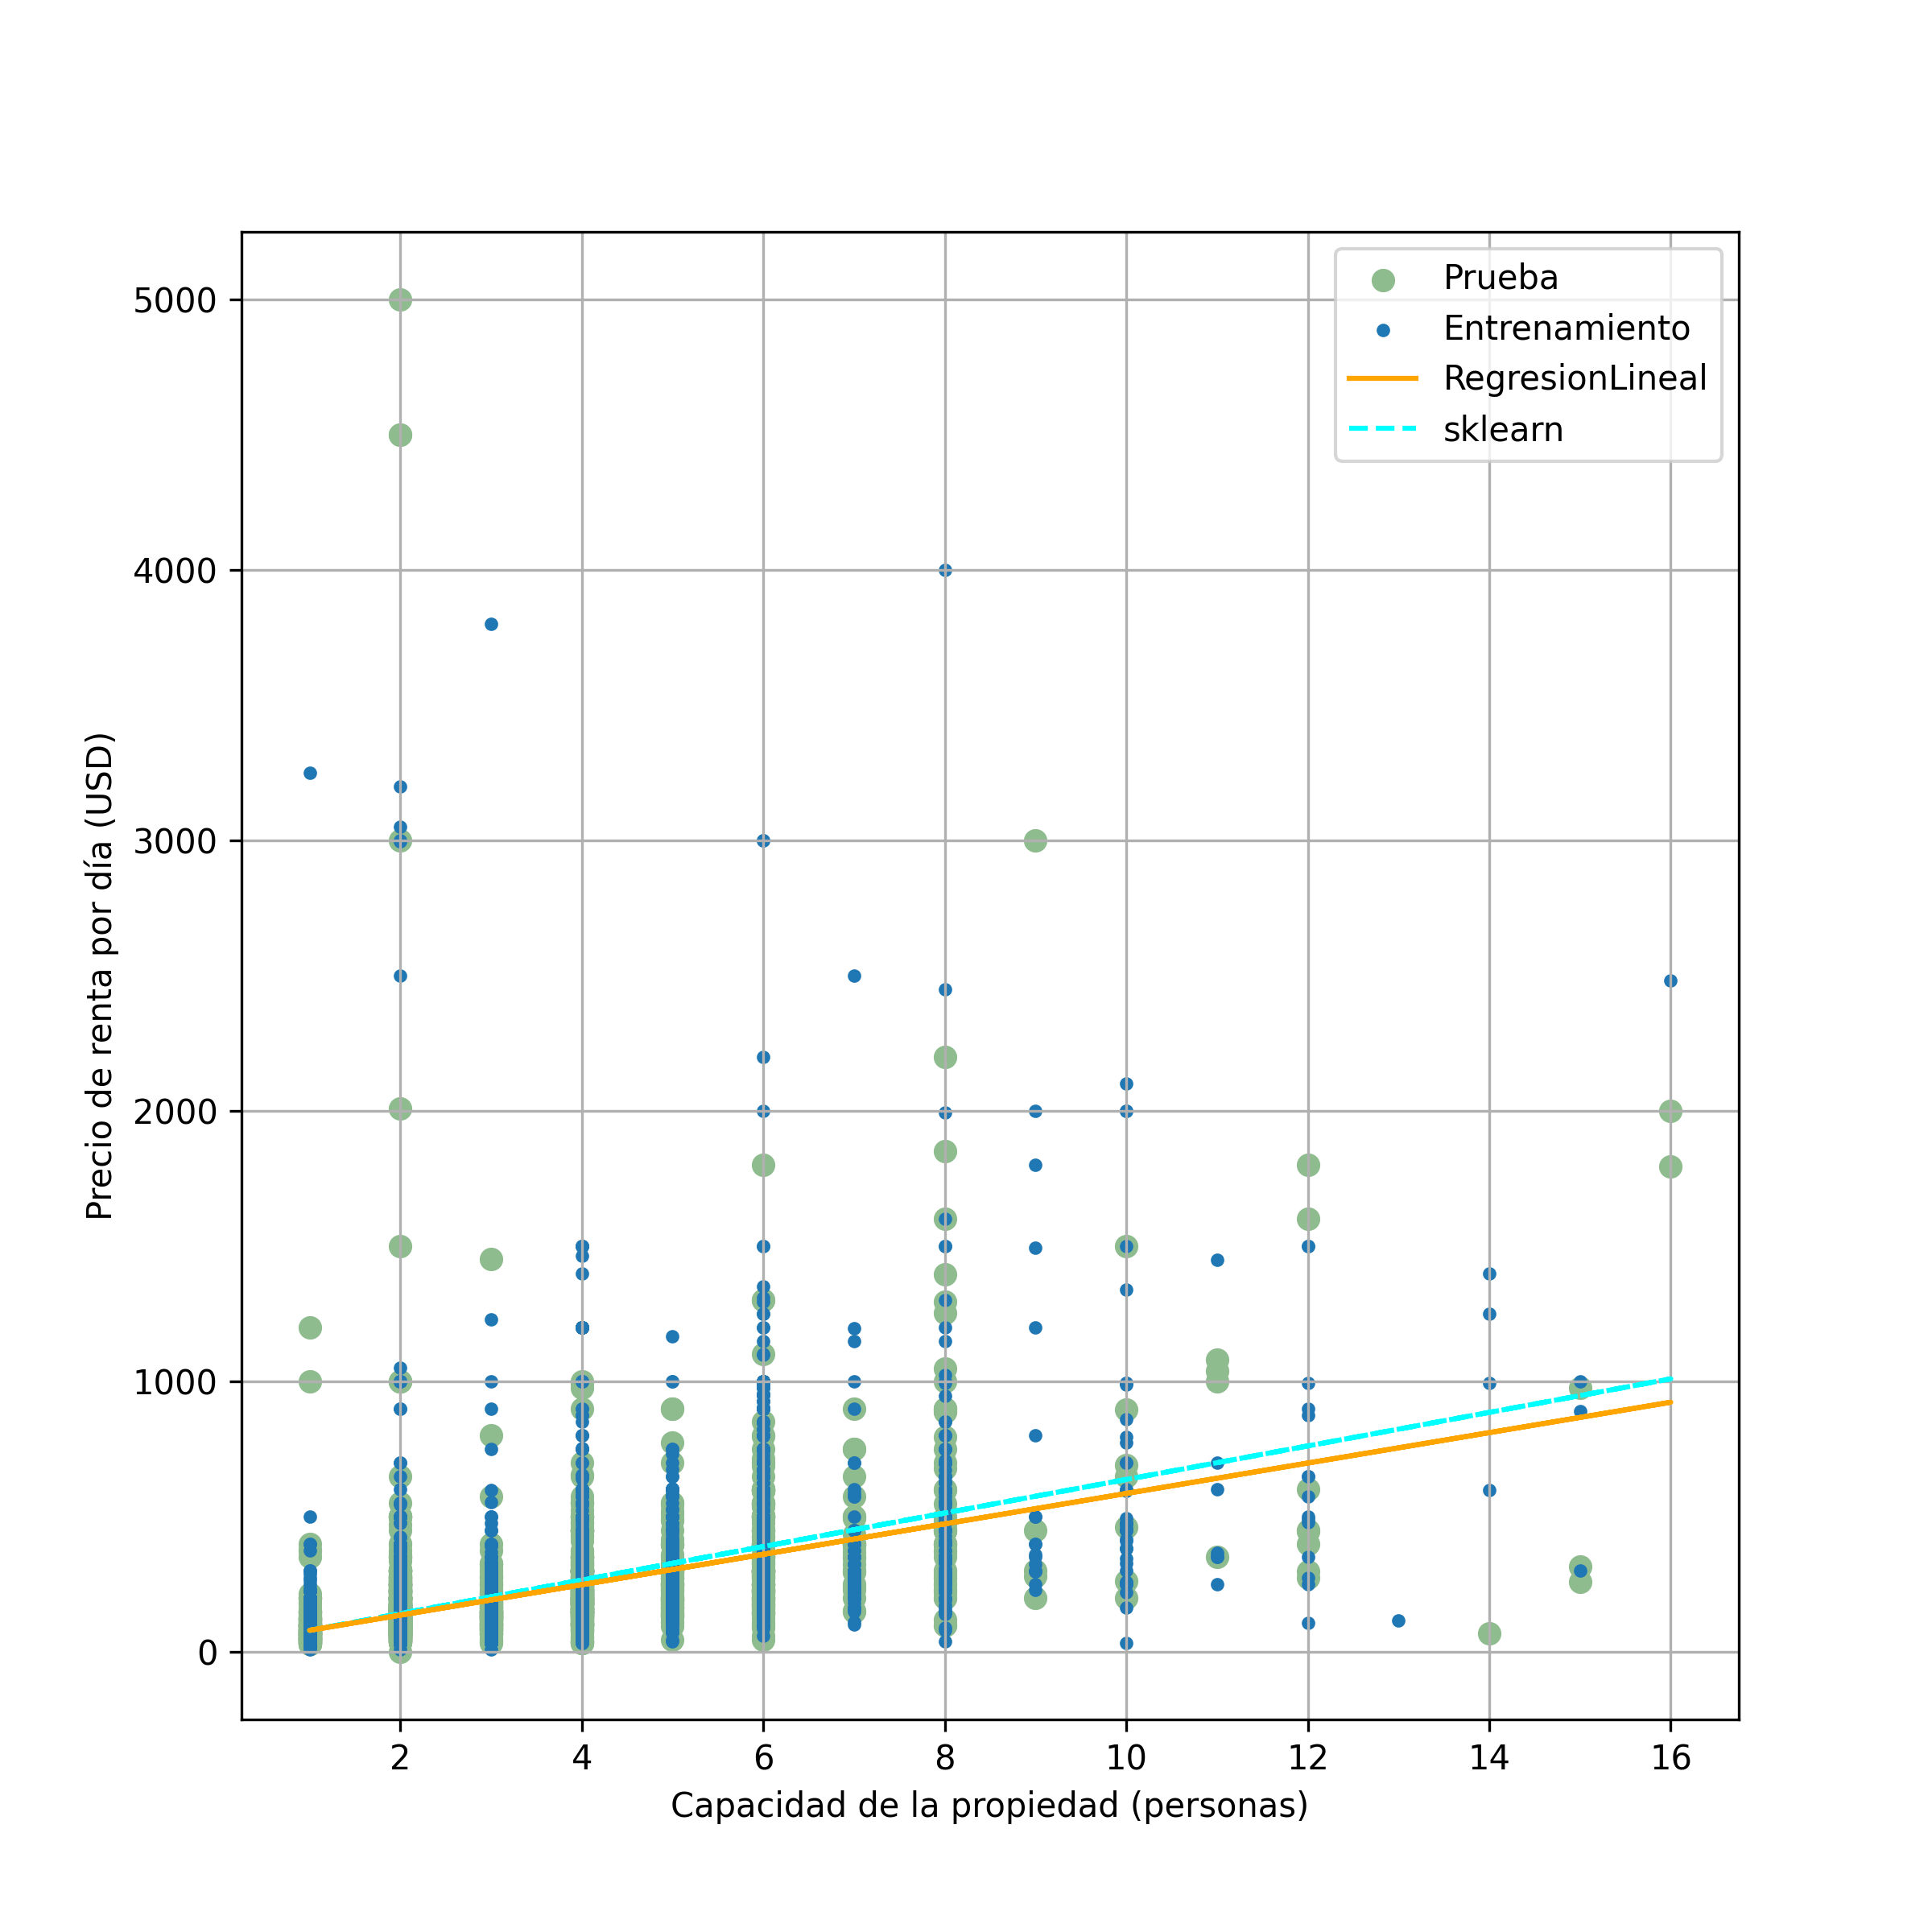 Prueba
Entrenamiento
RegresionLineal
sklearn
5000
4000
3000
2000
1000
0
Precio de renta por día (USD)
2 4 6 8 10 12 14 16
Capacidad de la propiedad (personas)